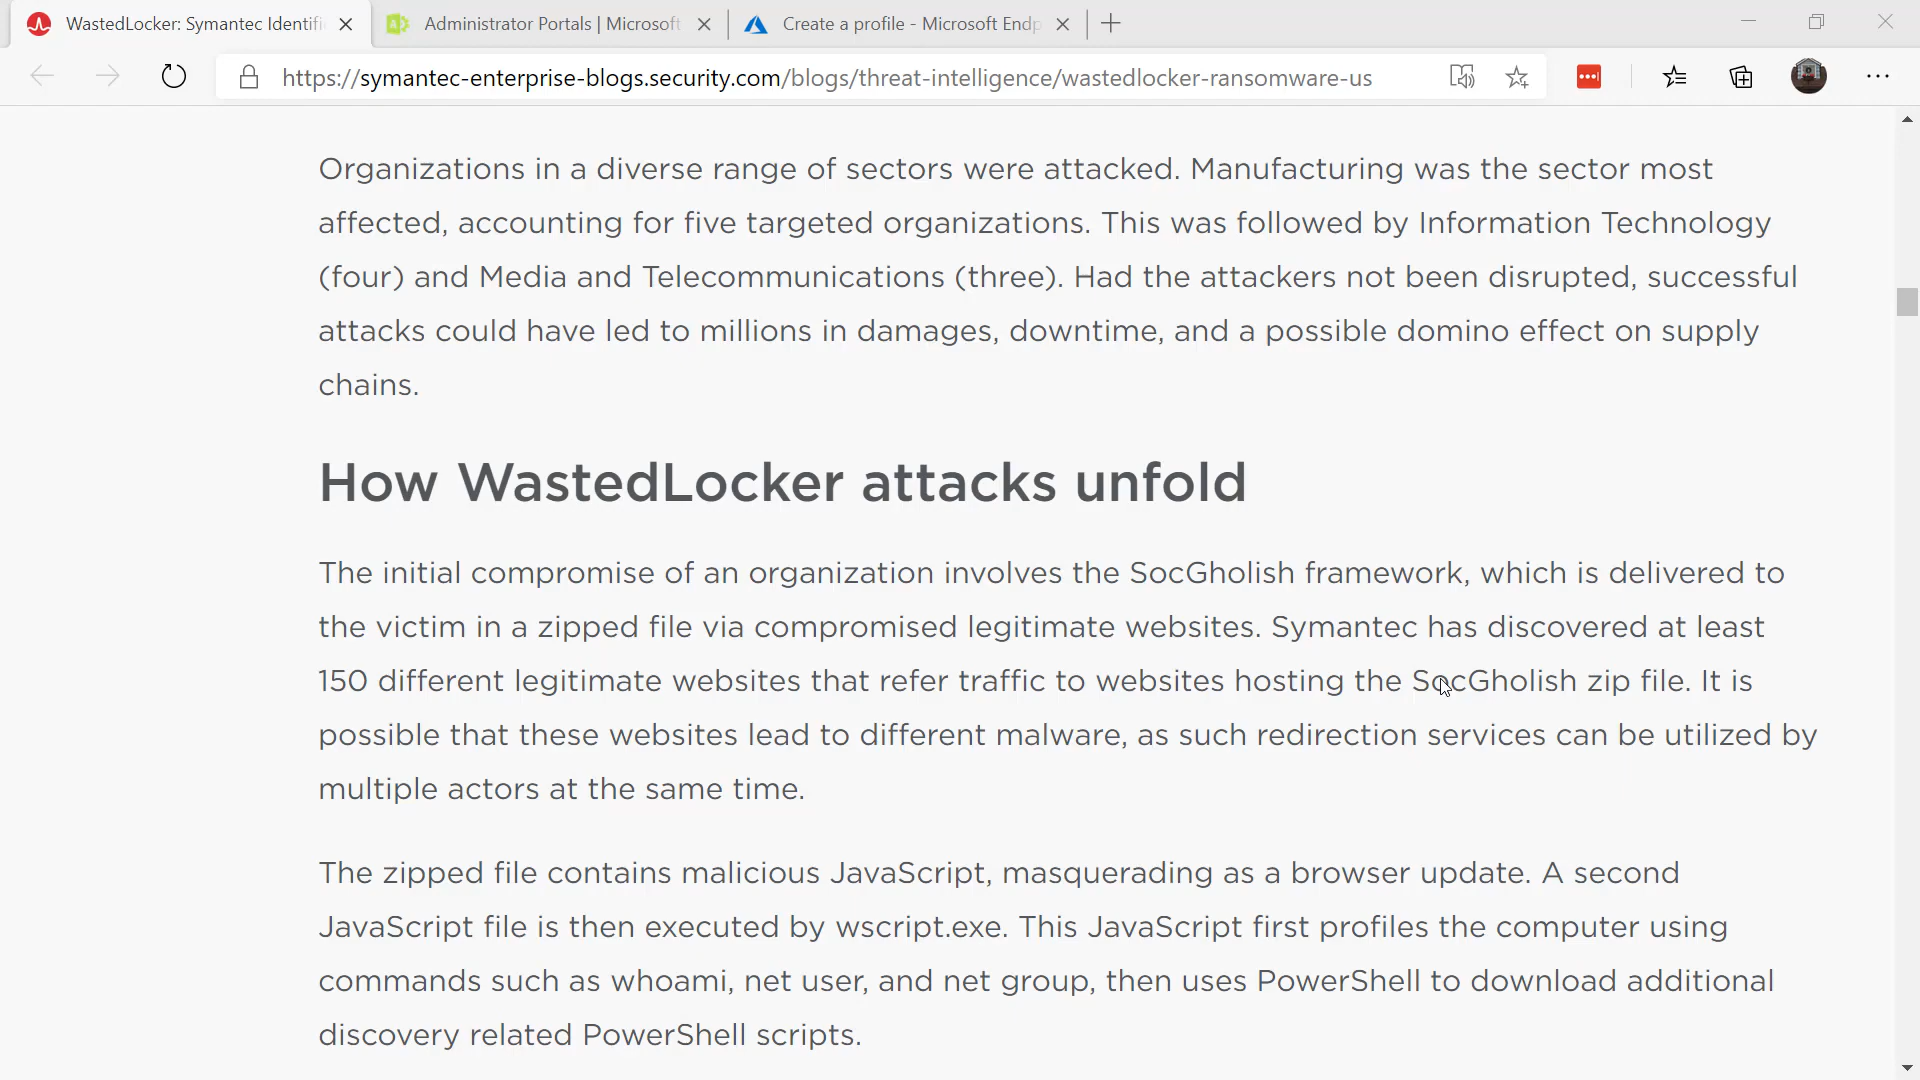 WastedLocker: Symantec Identifi
Administrator Portals | Microsoft
Create a profile - Microsoft Endp
https://symantec-enterprise-blogs.security.com/blogs/threat-intelligence/wastedlocker-ransomware-us
Organizations in a diverse range of sectors were attacked. Manufacturing was the sector most
affected, accounting for five targeted organizations. This was followed by Information Technology
(four) and Media and Telecommunications (three). Had the attackers not been disrupted, successful
attacks could have led to millions in damages, downtime, and a possible domino effect on supply
chains.
How WastedLocker attacks unfold
The initial compromise of an organization involves the SocGholish framework, which is delivered to
the victim in a zipped file via compromised legitimate websites. Symantec has discovered at least
150 different legitimate websites that refer traffic to websites hosting the SocGholish zip file. It is
possible that these websites lead to different malware, as such redirection services can be utilized by
multiple actors at the same time.
The zipped file contains malicious JavaScript, masquerading as a browser update. A second
JavaScript file is then executed by wscript.exe. This JavaScript first profiles the computer using
commands such as whoami, net user, and net group, then uses PowerShell to download additional
discovery related PowerShell scripts.